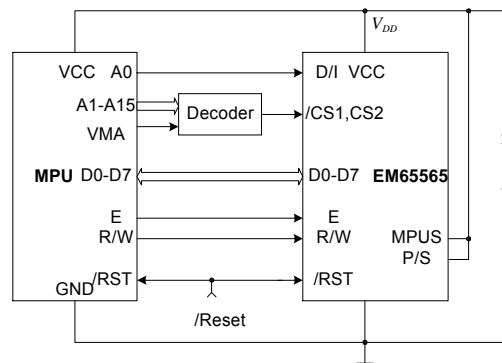 V_DD
VCC A0 D/I VCC
A1-A15 Decoder /CS1,CS2
VMA
MPU D0-D7 D0-D7 EM65565
E E
R/W R/W MPUS
P/S
/RST /RST
GND
/Reset